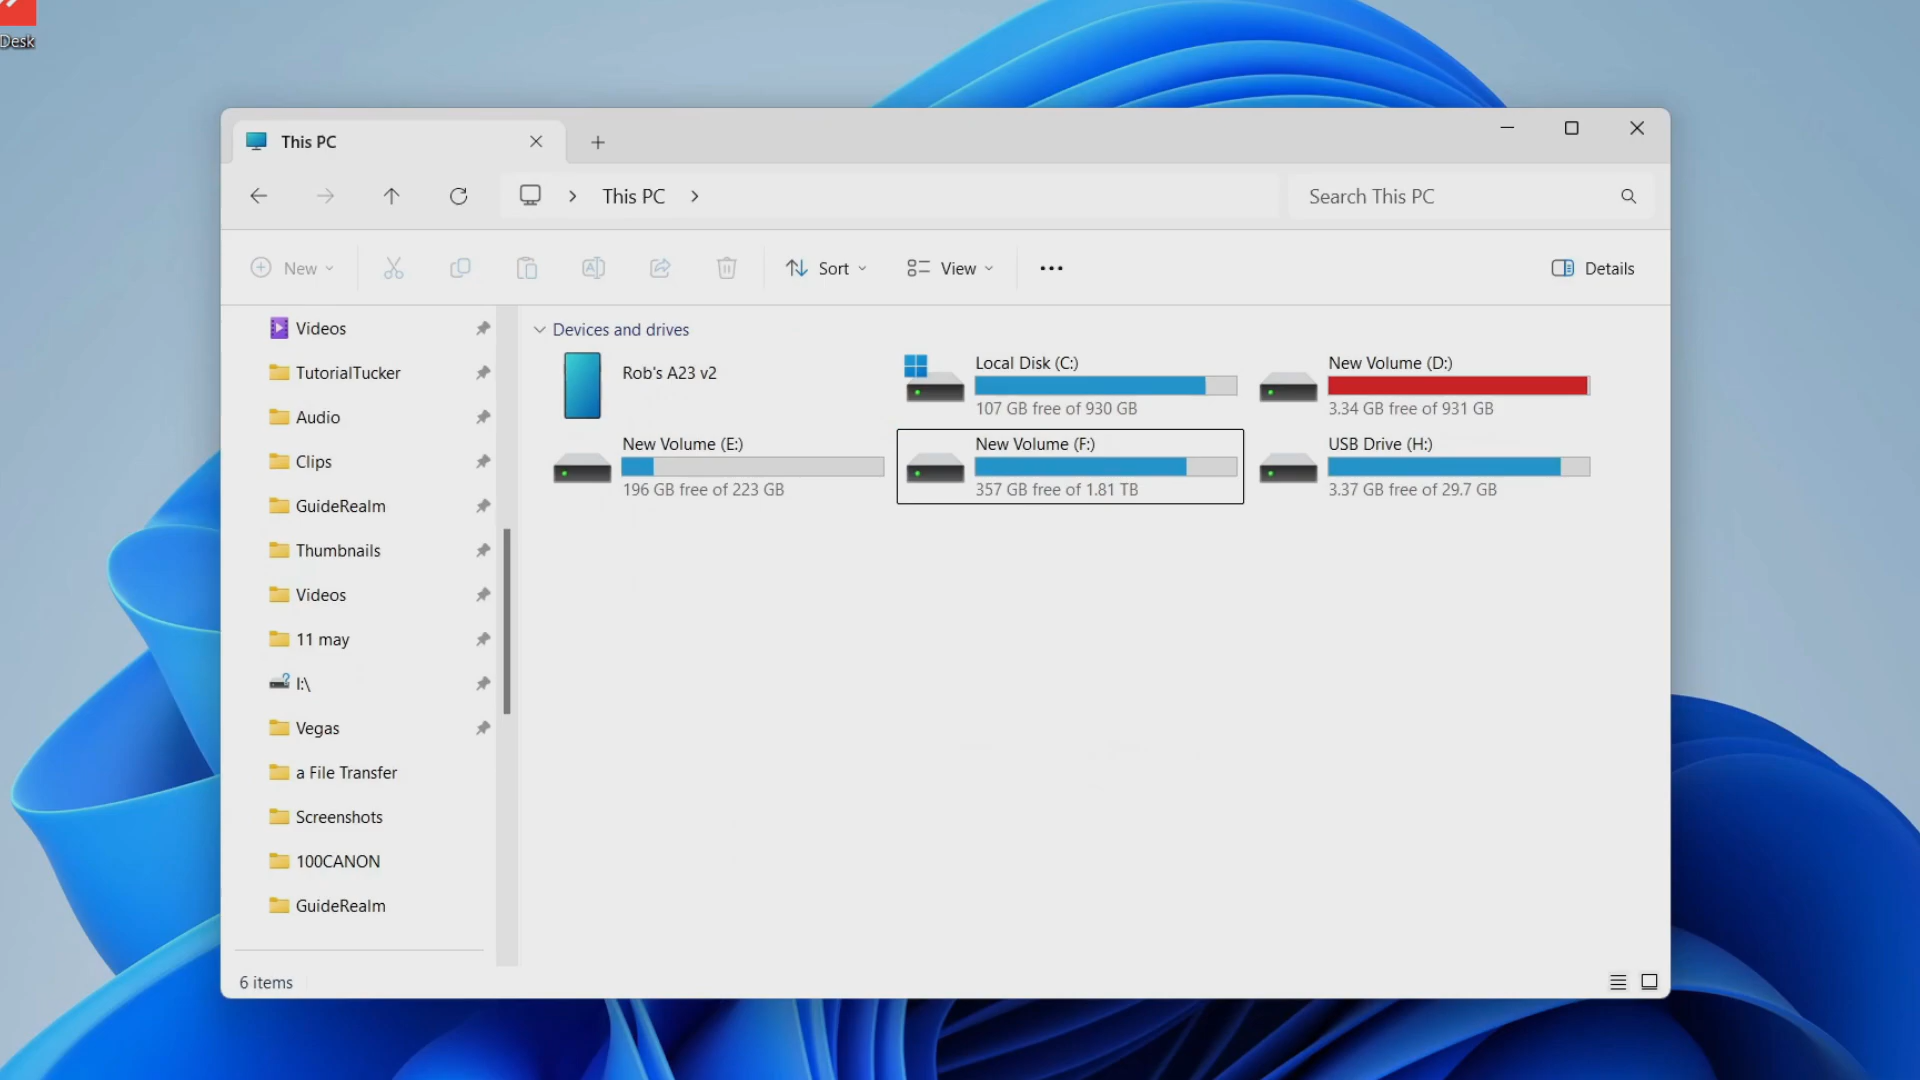 Desk
This PC
This PC
Search This PC
New
Sort
View
Details
Videos
TutorialTucker
Audio
Clips
GuideRealm
Thumbnails
Videos
11 may
I:\
Vegas
a File Transfer
Screenshots
100CANON
GuideRealm
Devices and drives
Rob's A23 v2
Local Disk (C:)
107 GB free of 930 GB
New Volume (D:)
3.34 GB free of 931 GB
New Volume (E:)
196 GB free of 223 GB
New Volume (F:)
357 GB free of 1.81 TB
USB Drive (H:)
3.37 GB free of 29.7 GB
6 items